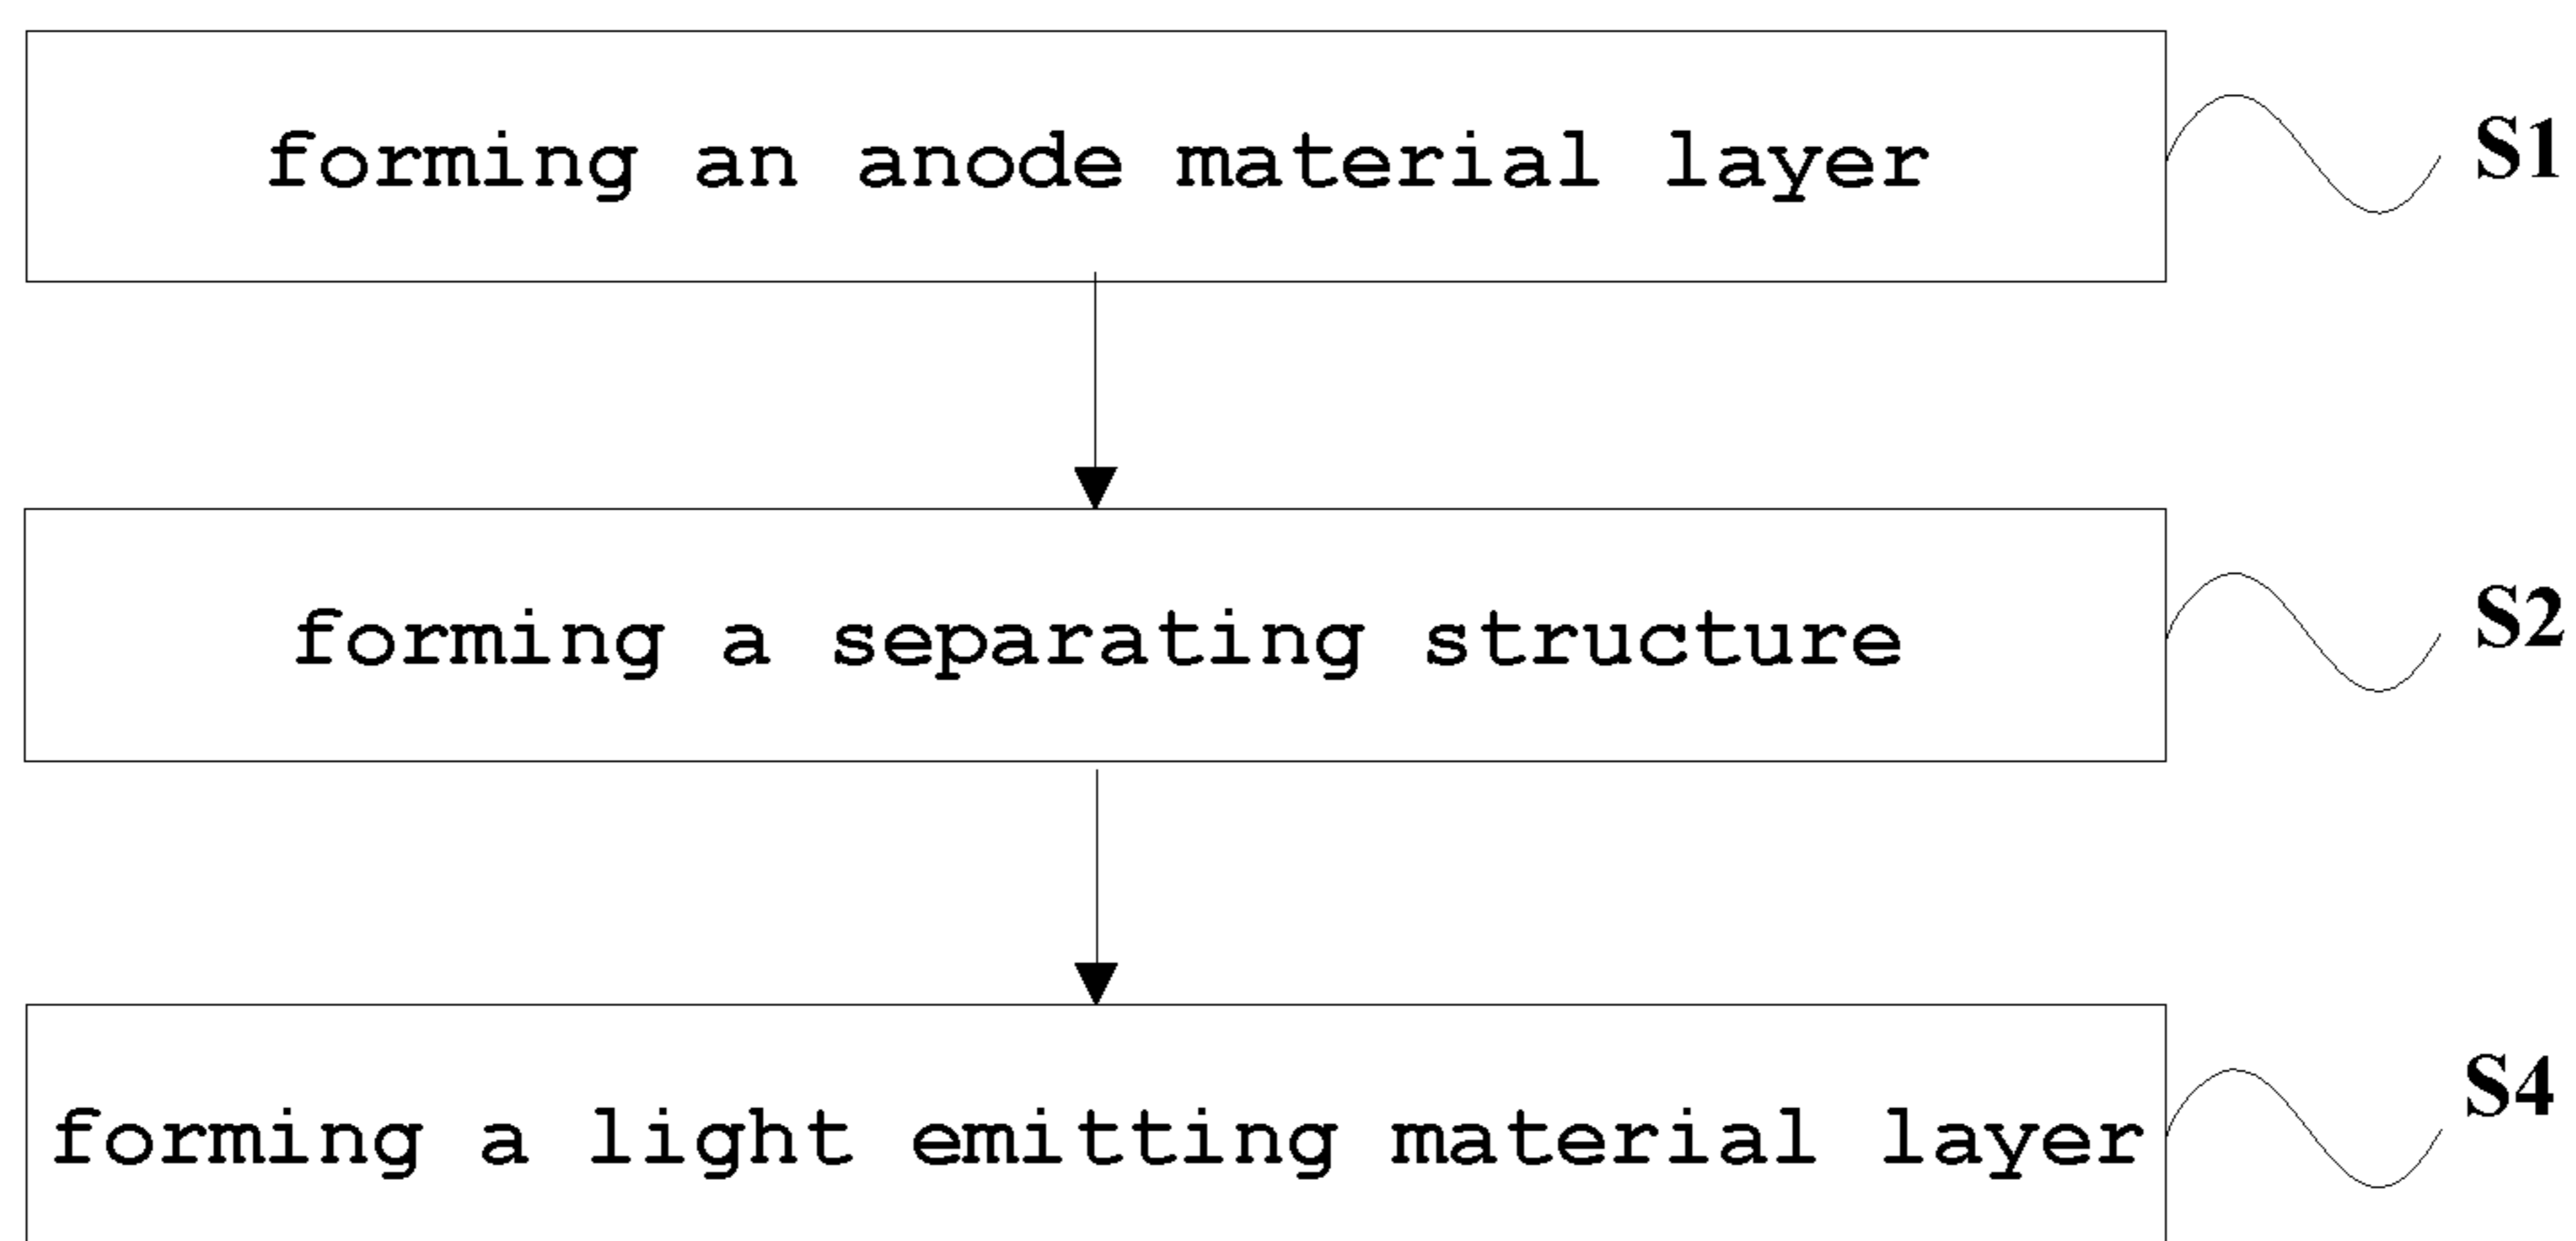 forming an anode material layer S1
forming a separating structure S2
forming a light emitting material layer S4